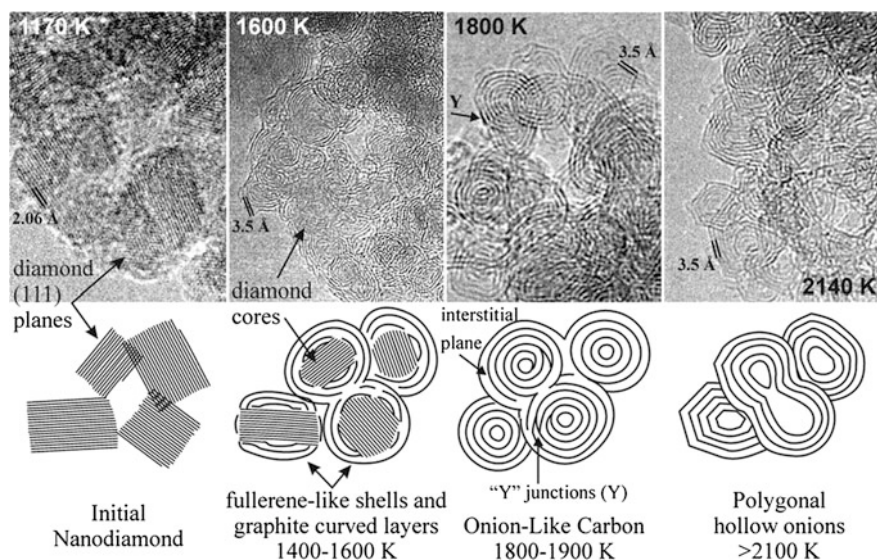 1170 K
1600 K
1800 K
2140 K
2.06 Å
3.5 Å
Y
3.5 Å
3.5 Å
diamond
(111)
planes
diamond
cores
interstitial
plane
Initial
Nanodiamond
fullerene-like shells and
graphite curved layers
1400-1600 K
“Y” junctions (Y)
Onion-Like Carbon
1800-1900 K
Polygonal
hollow onions
>2100 K